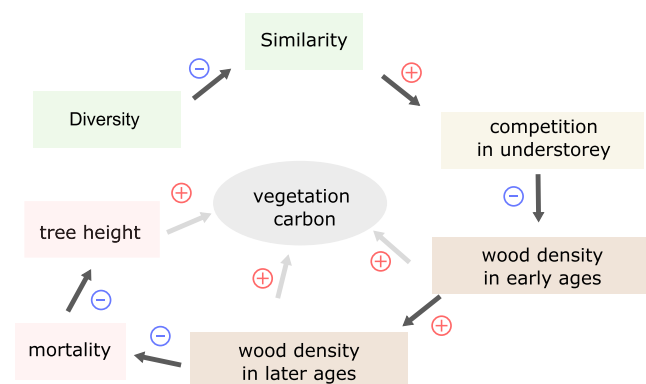 Similarity
⊖
⊕
Diversity
competition
in understorey
vegetation
carbon
⊕
⊖
tree height
wood density
in early ages
⊕
⊕
⊖
⊕
⊖
mortality
wood density
in later ages